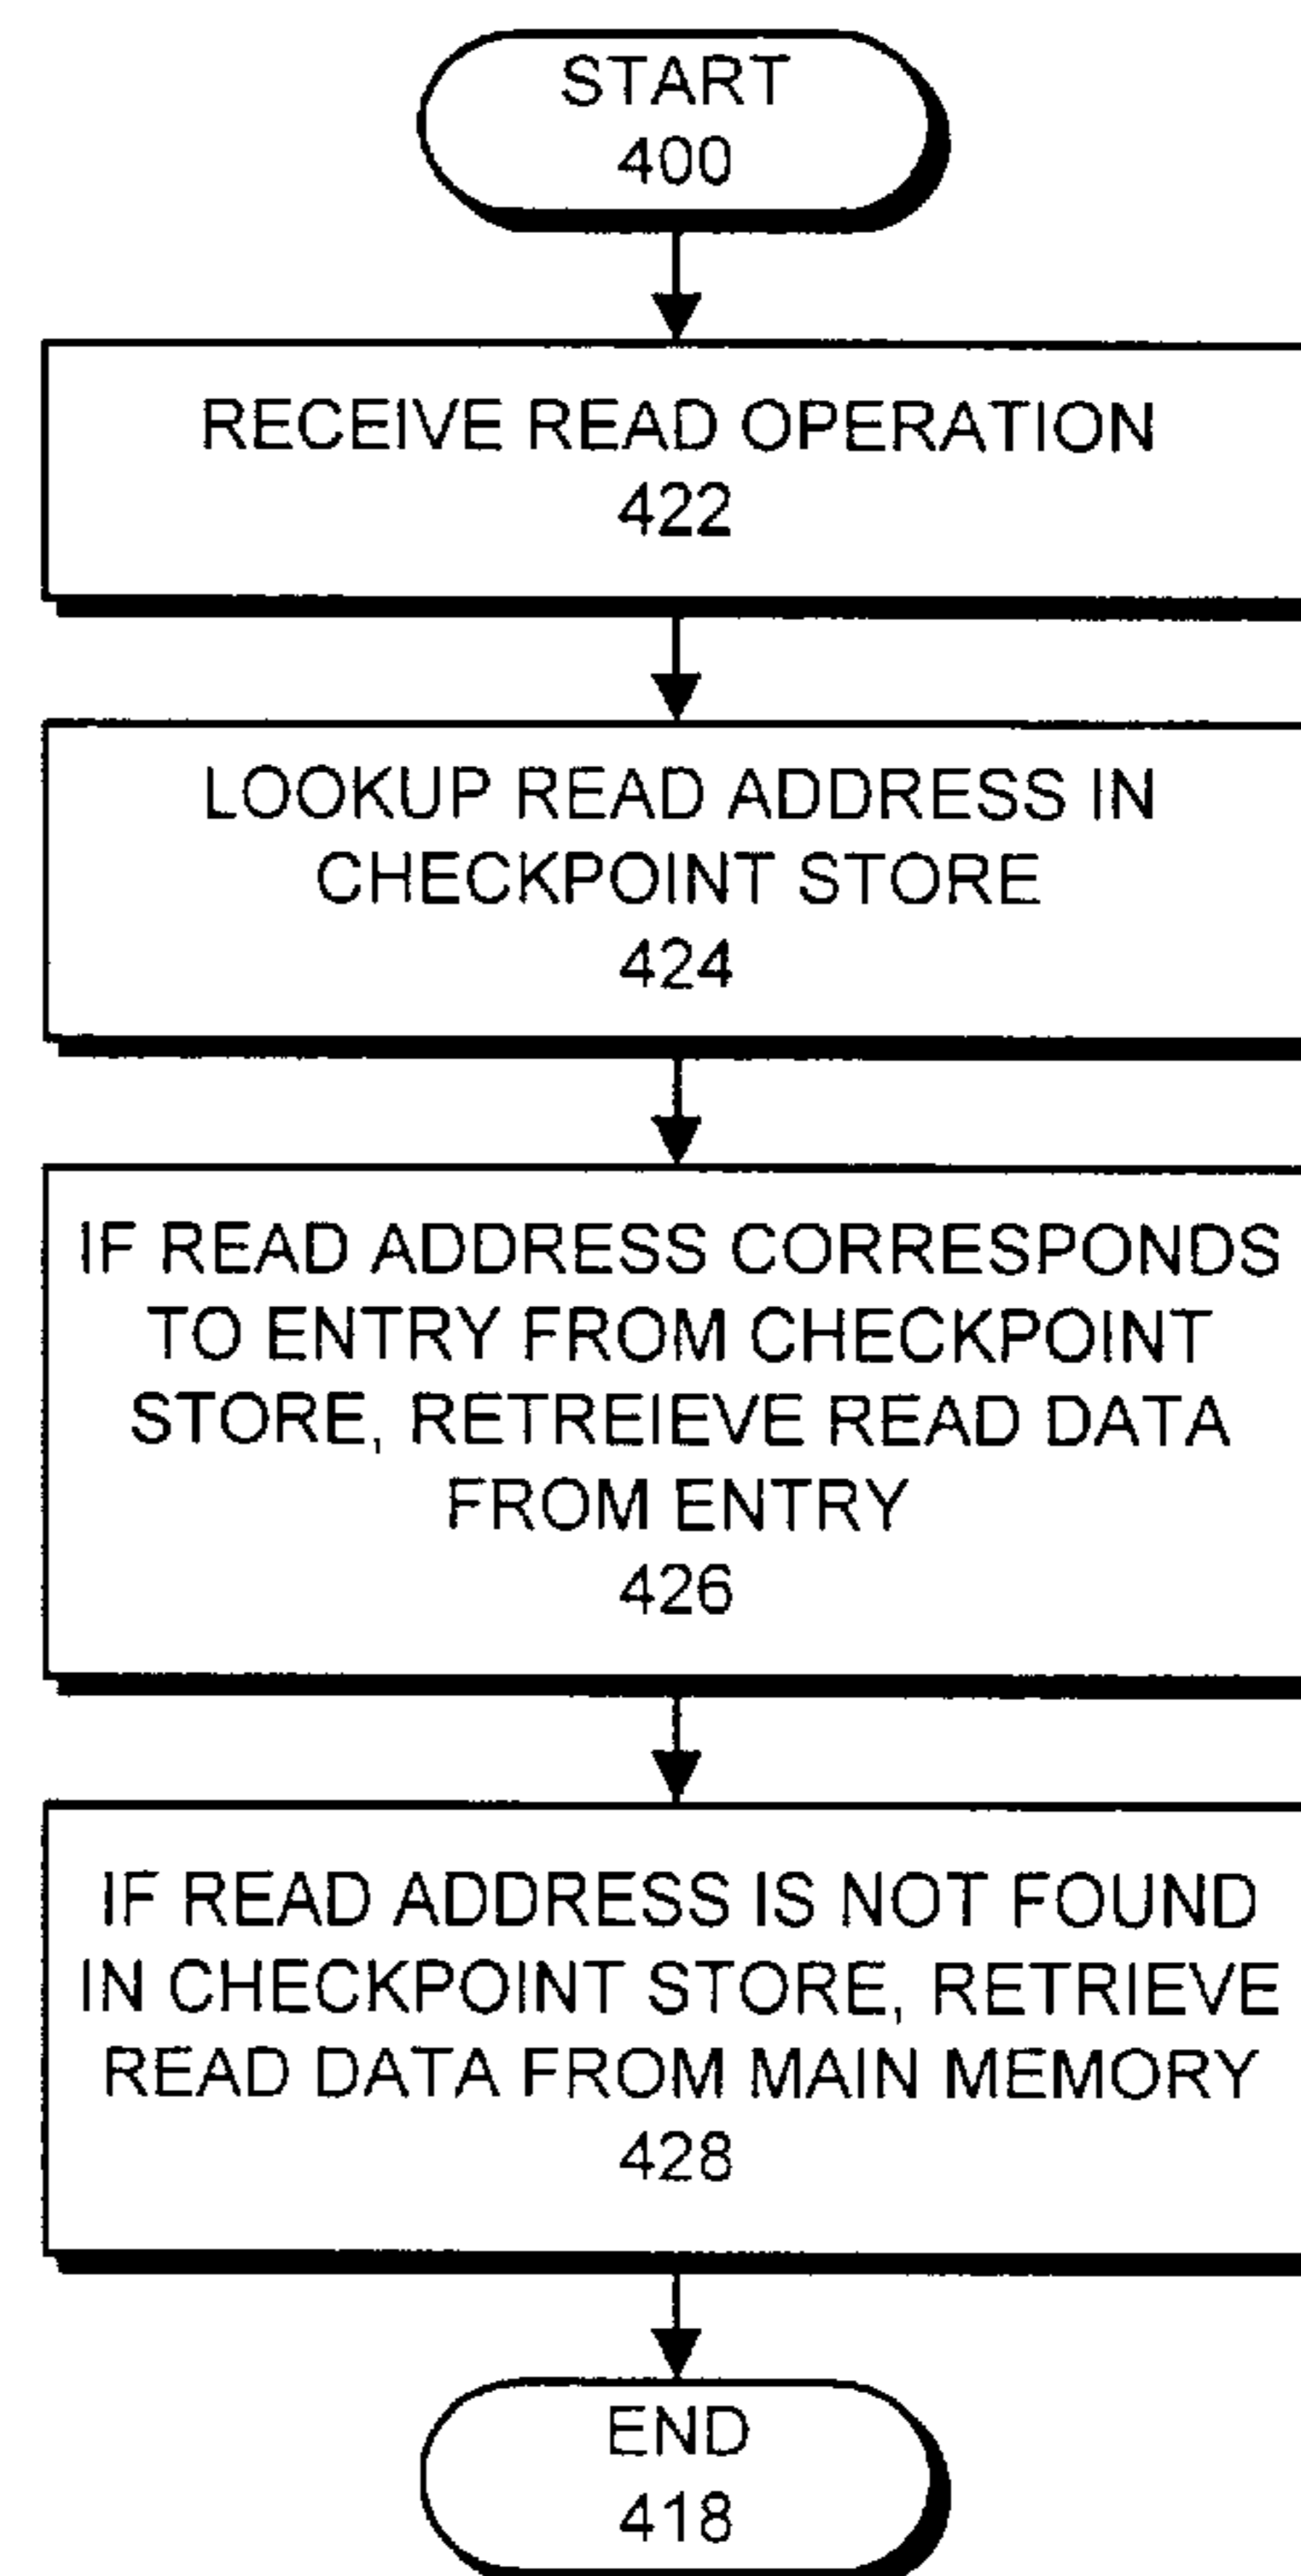 START
400
RECEIVE READ OPERATION
422
LOOKUP READ ADDRESS IN
CHECKPOINT STORE
424
IF READ ADDRESS CORRESPONDS
TO ENTRY FROM CHECKPOINT
STORE, RETREIEVE READ DATA
FROM ENTRY
426
IF READ ADDRESS IS NOT FOUND
IN CHECKPOINT STORE, RETRIEVE
READ DATA FROM MAIN MEMORY
428
END
418